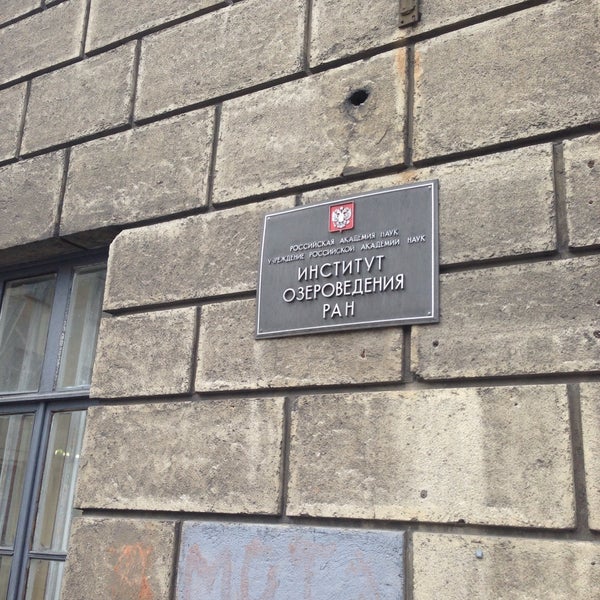 РОССИЙСКАЯ АКАДЕМИЯ НАУК
УЧРЕЖДЕНИЕ РОССИЙСКОЙ АКАДЕМИИ НАУК
ИНСТИТУТ
ОЗЕРОВЕДЕНИЯ
РАН